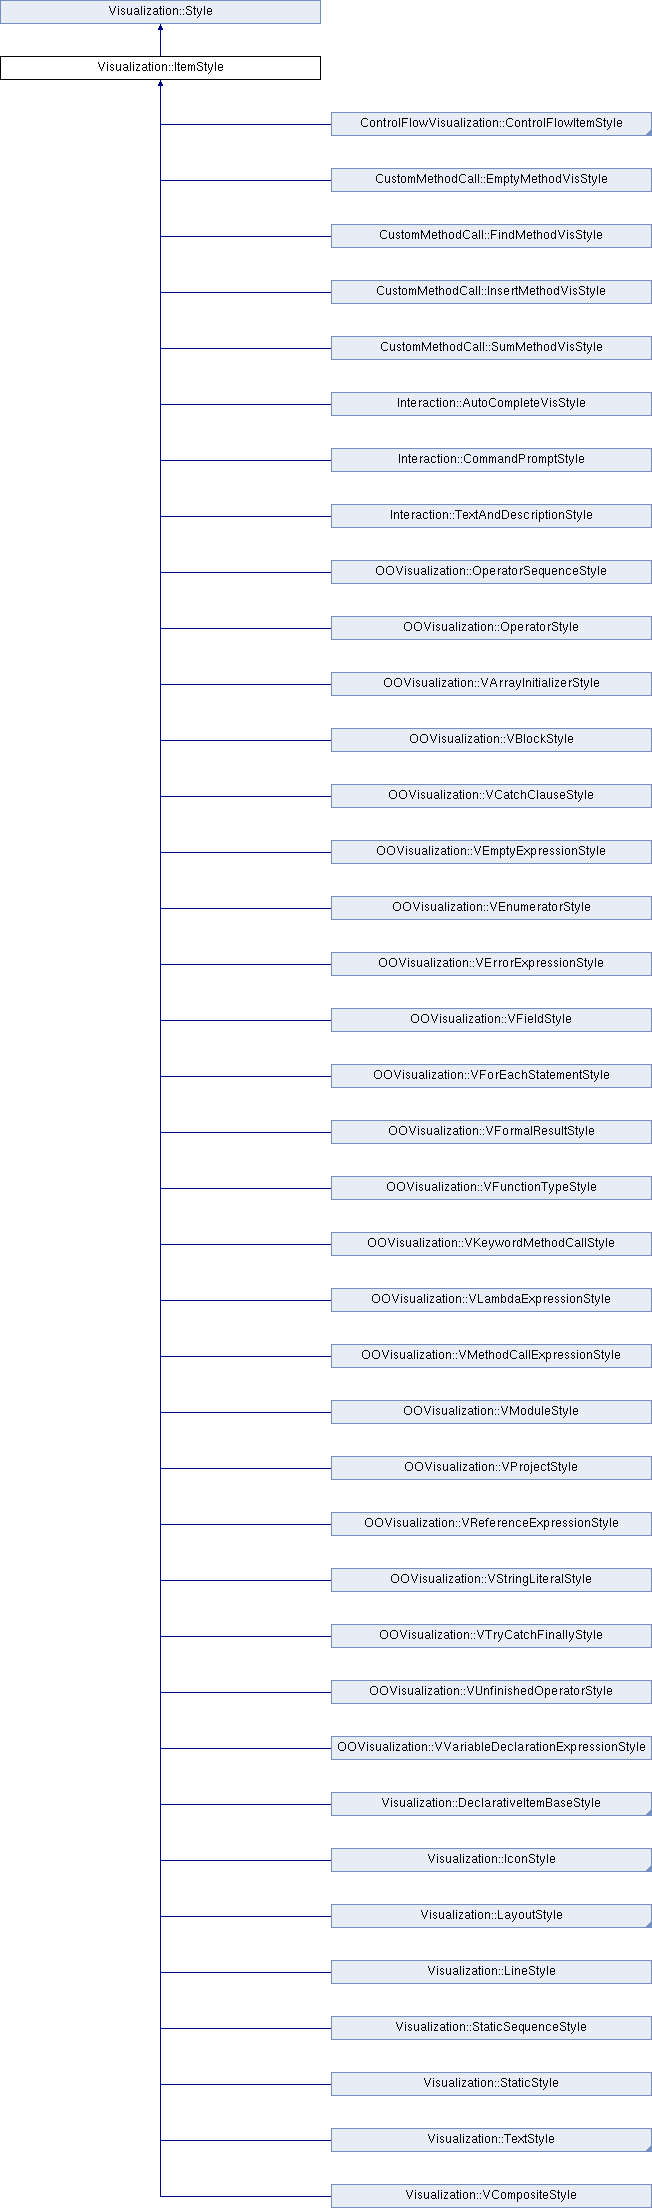 Visualization::Style
Visualization::ItemStyle
ControlFlowVisualization::ControlFlowItemStyle
CustomMethodCall::EmptyMethodVisStyle
CustomMethodCall::FindMethodVisStyle
CustomMethodCall::InsertMethodVisStyle
CustomMethodCall::SumMethodVisStyle
Interaction::AutoCompleteVisStyle
Interaction::CommandPromptStyle
Interaction::TextAndDescriptionStyle
OOVisualization::OperatorSequenceStyle
OOVisualization::OperatorStyle
OOVisualization::VArrayInitializerStyle
OOVisualization::VBlockStyle
OOVisualization::VCatchClauseStyle
OOVisualization::VEmptyExpressionStyle
OOVisualization::VEnumeratorStyle
OOVisualization::VErrorExpressionStyle
OOVisualization::VFieldStyle
OOVisualization::VForEachStatementStyle
OOVisualization::VFormalResultStyle
OOVisualization::VFunctionTypeStyle
OOVisualization::VKeywordMethodCallStyle
OOVisualization::VLambdaExpressionStyle
OOVisualization::VMethodCallExpressionStyle
OOVisualization::VModuleStyle
OOVisualization::VProjectStyle
OOVisualization::VReferenceExpressionStyle
OOVisualization::VStringLiteralStyle
OOVisualization::VTryCatchFinallyStyle
OOVisualization::VUnfinishedOperatorStyle
OOVisualization::VVariableDeclarationExpressionStyle
Visualization::DeclarativeItemBaseStyle
Visualization::IconStyle
Visualization::LayoutStyle
Visualization::LineStyle
Visualization::StaticSequenceStyle
Visualization::StaticStyle
Visualization::TextStyle
Visualization::VCompositeStyle